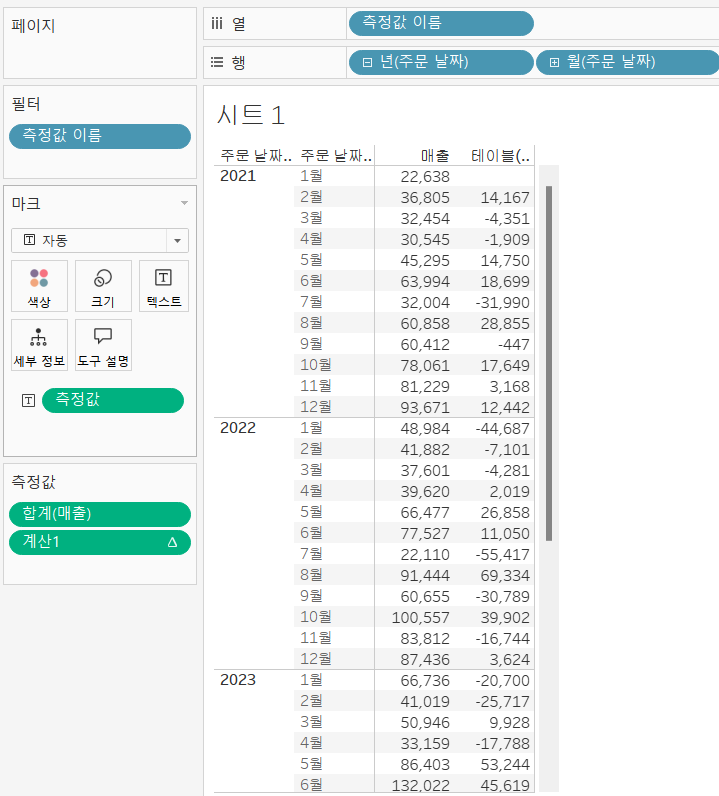 페이지
필터
측정값 이름
마크
자동
색상 크기 텍스트
세부 정보 도구 설명
측정값
측정값
합계(매출)
계산1 Δ
열 측정값 이름
행 년(주문 날짜) 월(주문 날짜)
시트 1
주문 날짜.. 주문 날짜.. 매출 테이블(..
2021 1월 22,638
2월 36,805 14,167
3월 32,454 -4,351
4월 30,545 -1,909
5월 45,295 14,750
6월 63,994 18,699
7월 32,004 -31,990
8월 60,858 28,855
9월 60,412 -447
10월 78,061 17,649
11월 81,229 3,168
12월 93,671 12,442
2022 1월 48,984 -44,687
2월 41,882 -7,101
3월 37,601 -4,281
4월 39,620 2,019
5월 66,477 26,858
6월 77,527 11,050
7월 22,110 -55,417
8월 91,444 69,334
9월 60,655 -30,789
10월 100,557 39,902
11월 83,812 -16,744
12월 87,436 3,624
2023 1월 66,736 -20,700
2월 41,019 -25,717
3월 50,946 9,928
4월 33,159 -17,788
5월 86,403 53,244
6월 132,022 45,619